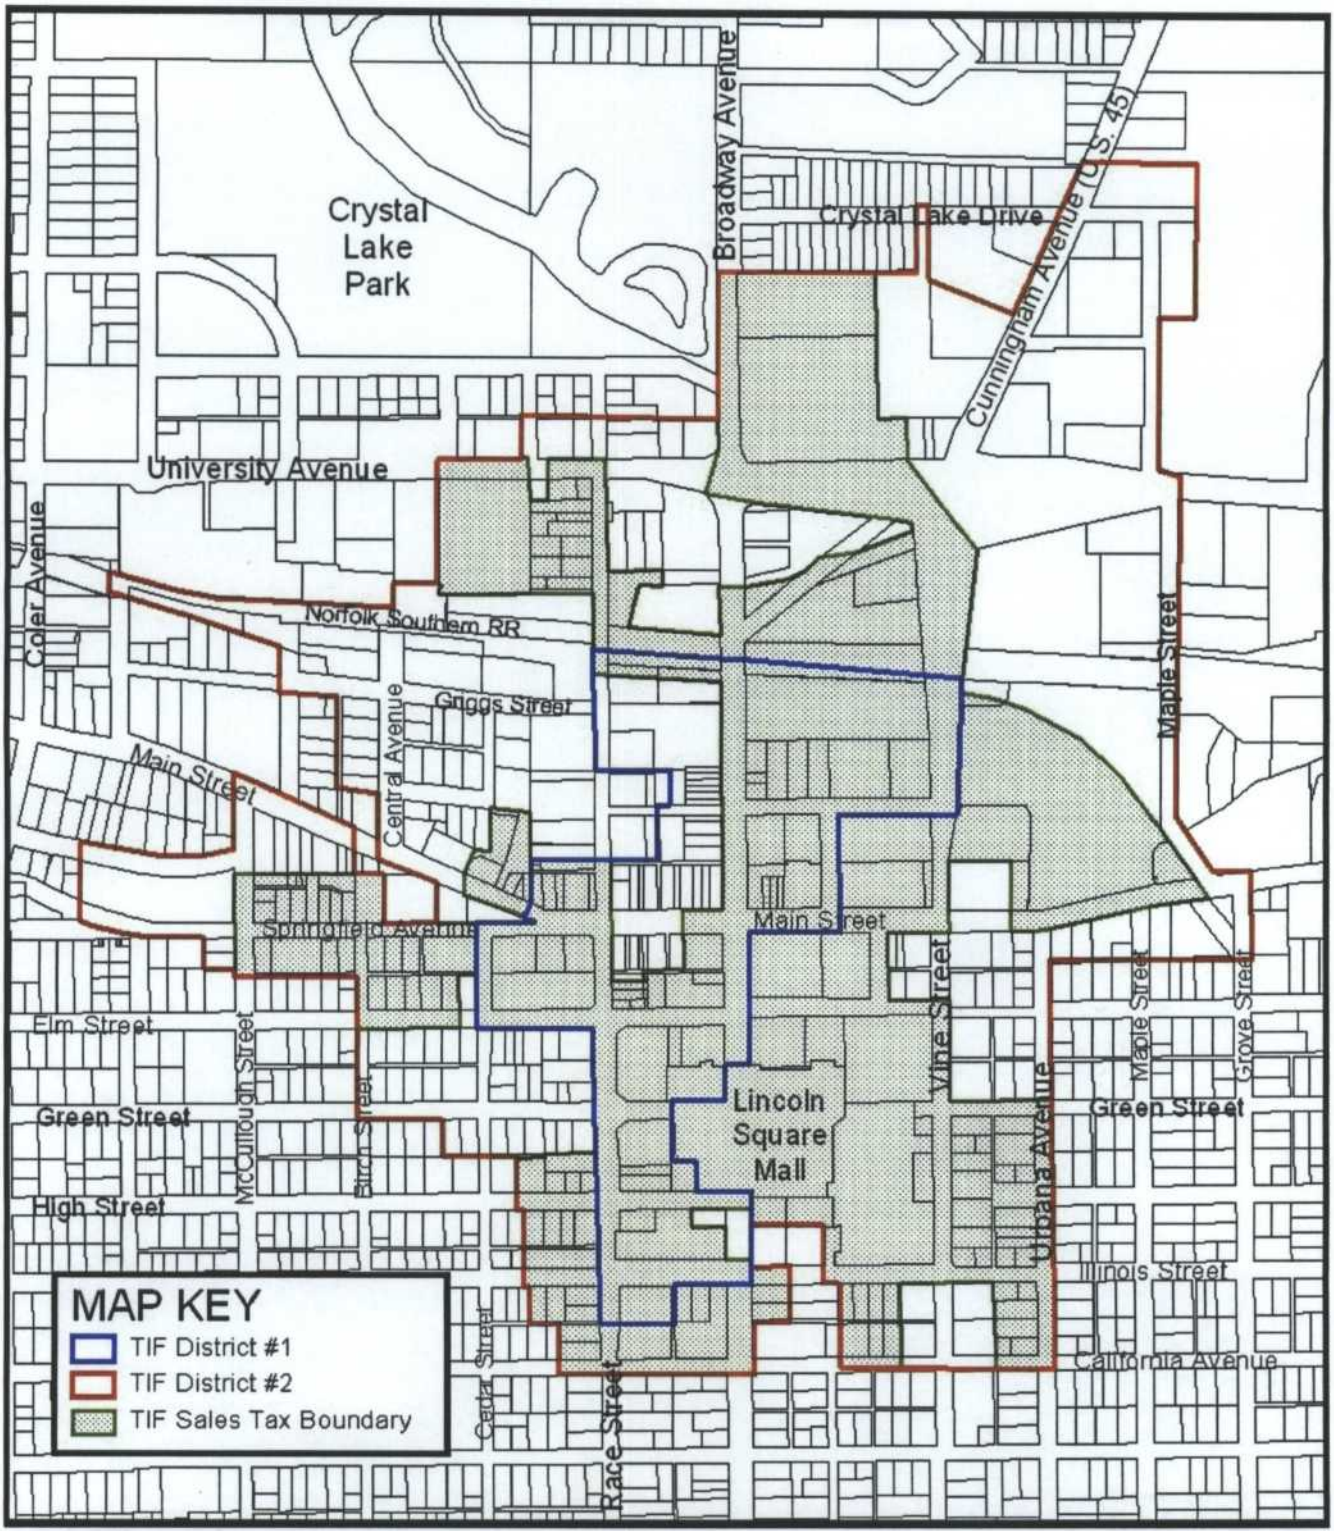 Broadway Avenue
Cunningham Avenue (U.S. 45)
Crystal
Lake
Park
Crystal Lake Drive
University Avenue
Coler Avenue
Norfolk Southern RR
Maple Street
Griggs Street
Central Avenue
Main Street
Main Street
Springfield Avenue
Vine Street
Maple Street
Grove Street
Elm Street
McCullough Street
Birch Street
Urbana Avenue
Lincoln
Square
Mall
Green Street
Green Street
High Street
Illinois Street
Cedar Street
Race Street
California Avenue
MAP KEY
TIF District #1
TIF District #2
TIF Sales Tax Boundary